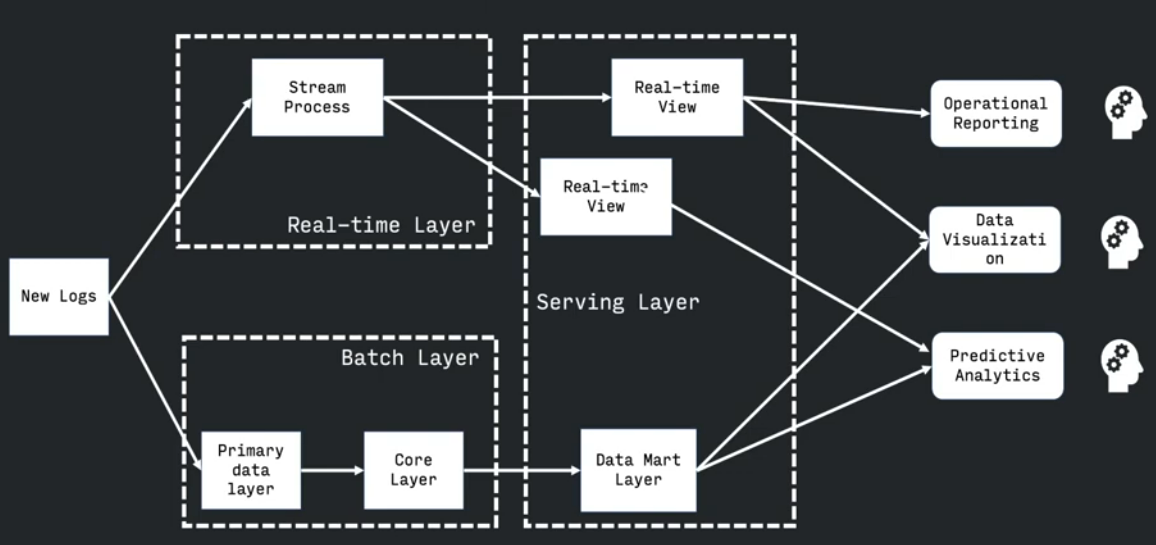 Stream
Process
Real-time
View
Operational
Reporting
Real-time
View
Real-time Layer
Data
Visualizati
on
New Logs
Serving Layer
Batch Layer
Predictive
Analytics
Primary
data
layer
Core
Layer
Data Mart
Layer